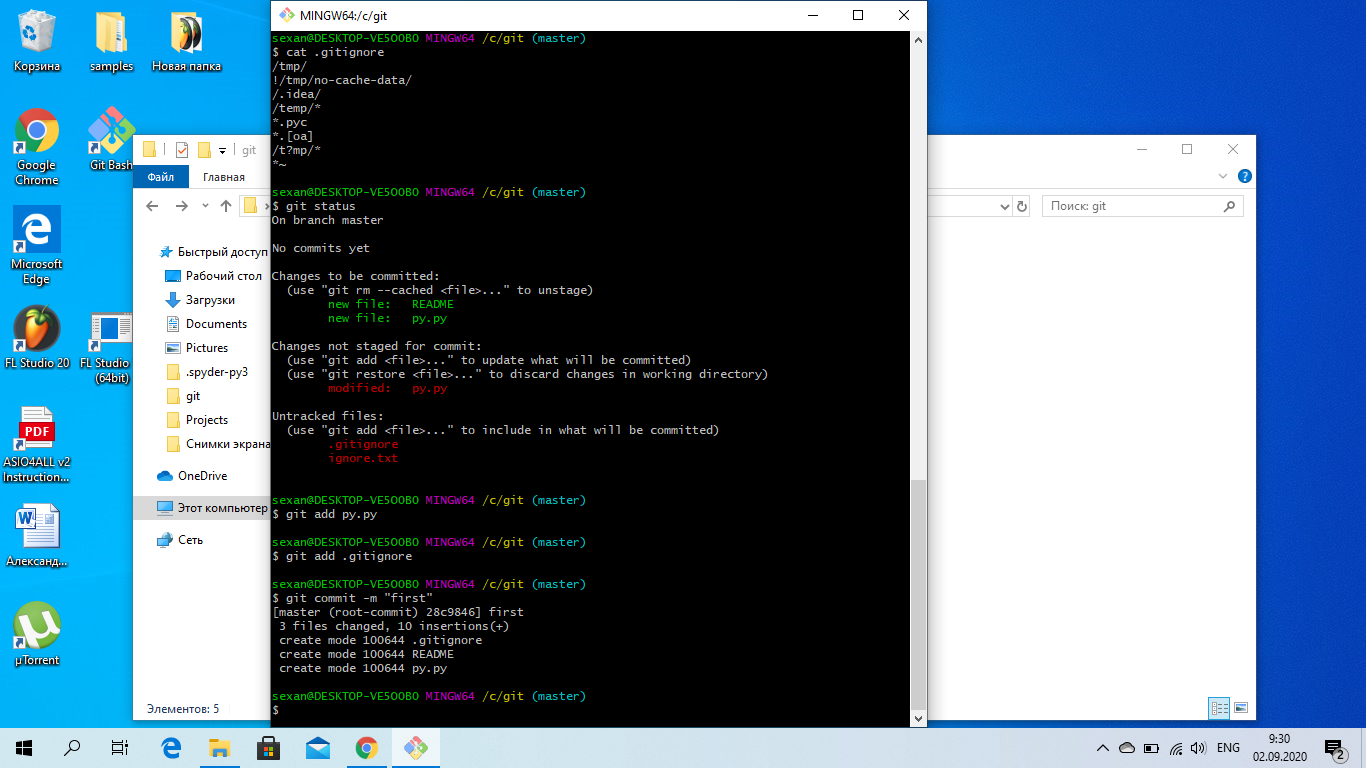 Корзина
samples
Новая папка
Google
Chrome
Git Bash
Microsoft
Edge
FL Studio 20
FL Studio
(64bit)
PDF
ASIO4ALL v2
Instruction...
Александ...
µTorrent
MINGW64:/c/git
sexan@DESKTOP-VE5OOBO MINGW64 /c/git (master)
$ cat .gitignore
/tmp/
!/tmp/no-cache-data/
/.idea/
/temp/*
*.pyc
*.[oa]
/t?mp/*
*~
sexan@DESKTOP-VE5OOBO MINGW64 /c/git (master)
$ git status
On branch master
No commits yet
Changes to be committed:
(use "git rm --cached <file>..." to unstage)
new file: README
new file: py.py
Changes not staged for commit:
(use "git add <file>..." to update what will be committed)
(use "git restore <file>..." to discard changes in working directory)
modified: py.py
Untracked files:
(use "git add <file>..." to include in what will be committed)
.gitignore
ignore.txt
sexan@DESKTOP-VE5OOBO MINGW64 /c/git (master)
$ git add py.py
sexan@DESKTOP-VE5OOBO MINGW64 /c/git (master)
$ git add .gitignore
sexan@DESKTOP-VE5OOBO MINGW64 /c/git (master)
$ git commit -m "first"
[master (root-commit) 28c9846] first
3 files changed, 10 insertions(+)
create mode 100644 .gitignore
create mode 100644 README
create mode 100644 py.py
sexan@DESKTOP-VE5OOBO MINGW64 /c/git (master)
$
git
Файл Главная
Поиск: git
Быстрый доступ
Рабочий стол
Загрузки
Documents
Pictures
.spyder-py3
git
Projects
Снимки экрана
OneDrive
Этот компьютер
Сеть
Элементов: 5
ENG
9:30
02.09.2020
2